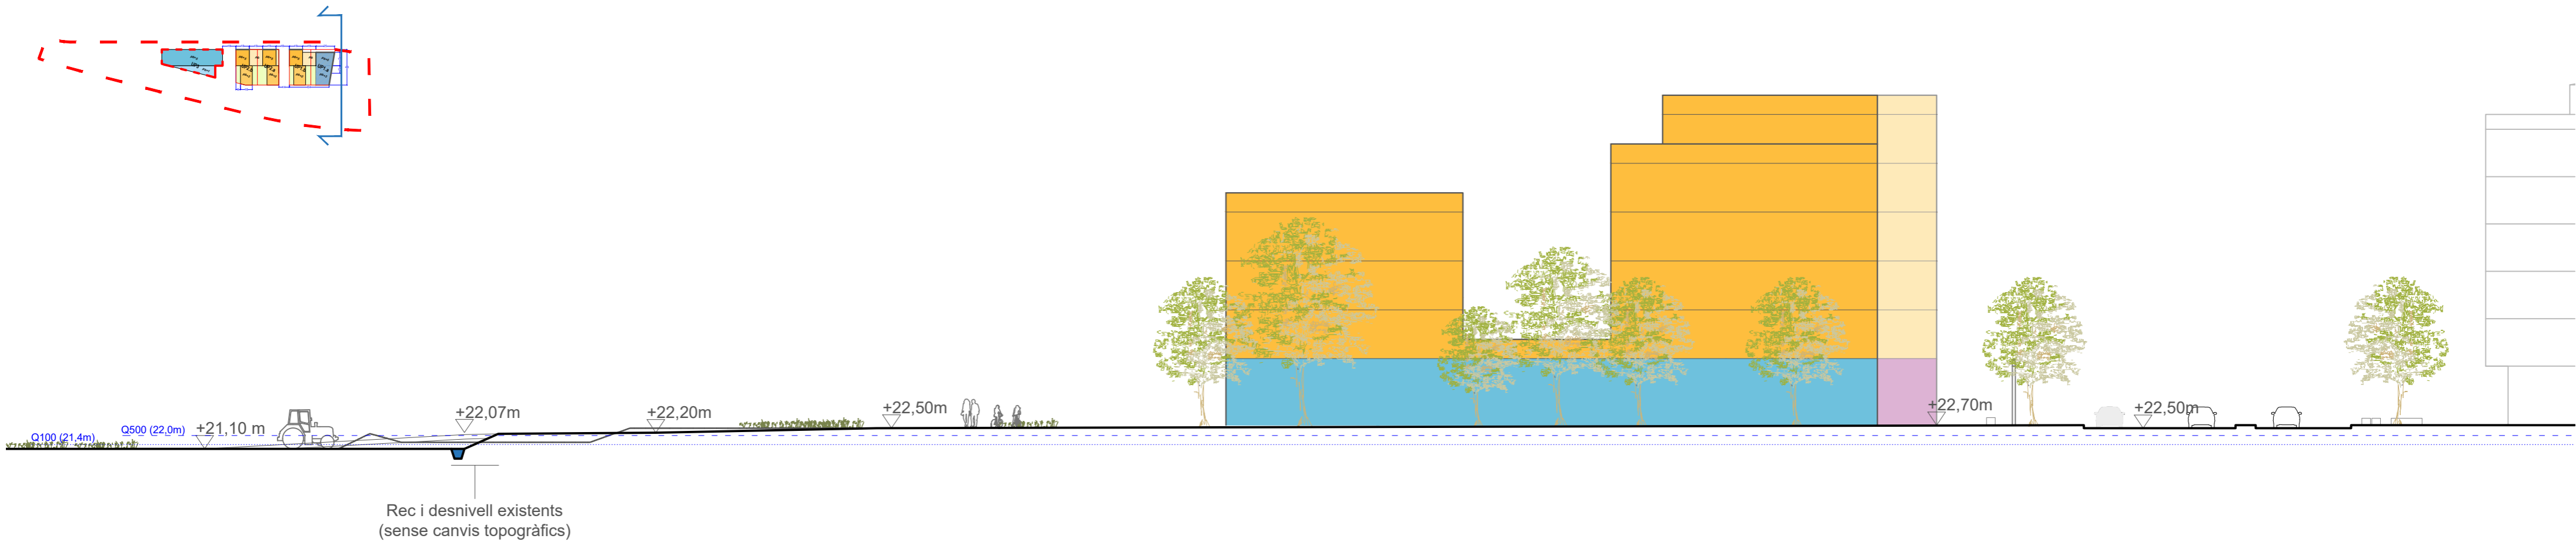 Q100 (21,4m)
Q500 (22,0m)
+21,10 m
+22,07m
+22,20m
+22,50m
+22,70m
+22,50m
Rec i desnivell existents
(sense canvis topogràfics)